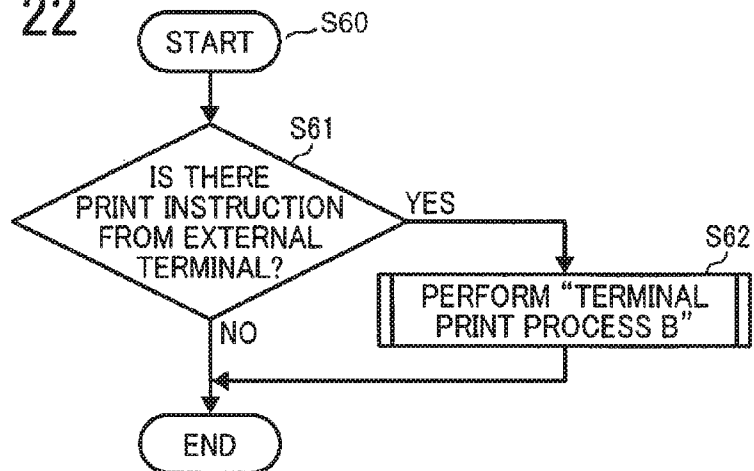 22
START
S60
S61
IS THERE
PRINT INSTRUCTION
FROM EXTERNAL
TERMINAL?
YES
S62
PERFORM “TERMINAL
PRINT PROCESS B”
NO
END